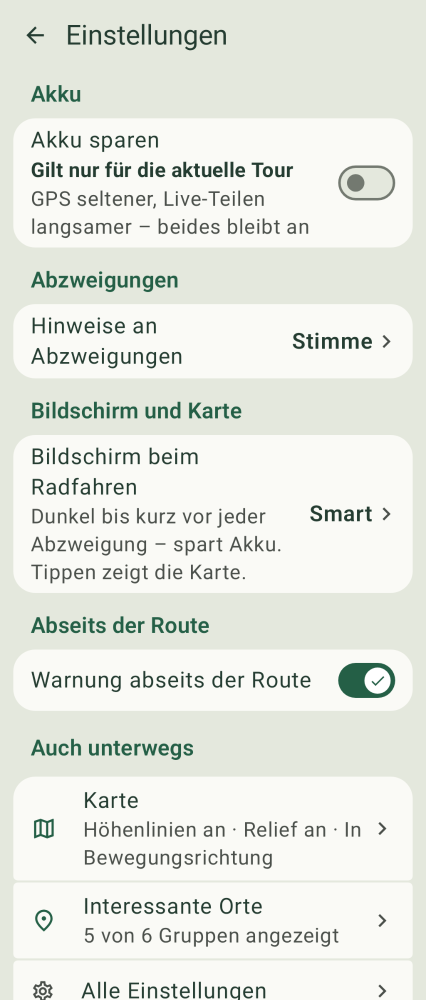 Einstellungen
Akku
Akku sparen
Gilt nur für die aktuelle Tour
GPS seltener, Live-Teilen
langsamer – beides bleibt an
Abzweigungen
Hinweise an
Abzweigungen
Stimme
Bildschirm und Karte
Bildschirm beim
Radfahren
Dunkel bis kurz vor jeder
Abzweigung – spart Akku.
Tippen zeigt die Karte.
Smart
Abseits der Route
Warnung abseits der Route
Auch unterwegs
Karte
Höhenlinien an · Relief an · In
Bewegungsrichtung
Interessante Orte
5 von 6 Gruppen angezeigt
Alle Einstellungen